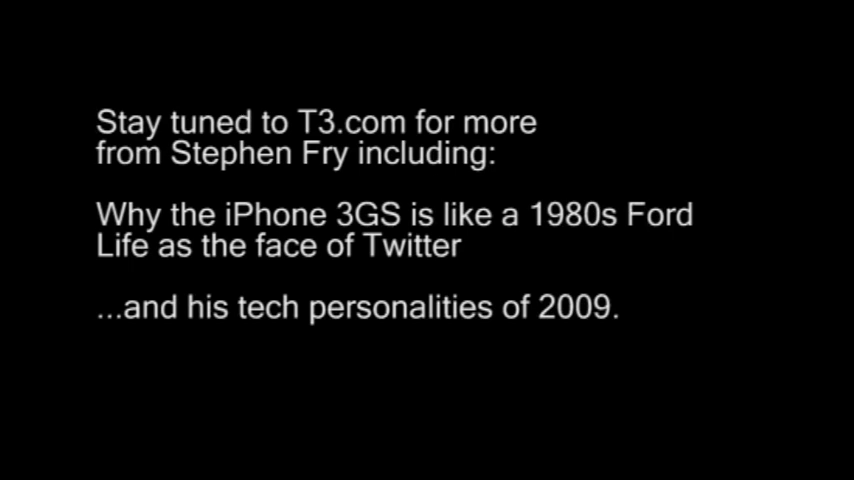 Stay tuned to T3.com for more
from Stephen Fry including:
Why the iPhone 3GS is like a 1980s Ford
Life as the face of Twitter
...and his tech personalities of 2009.